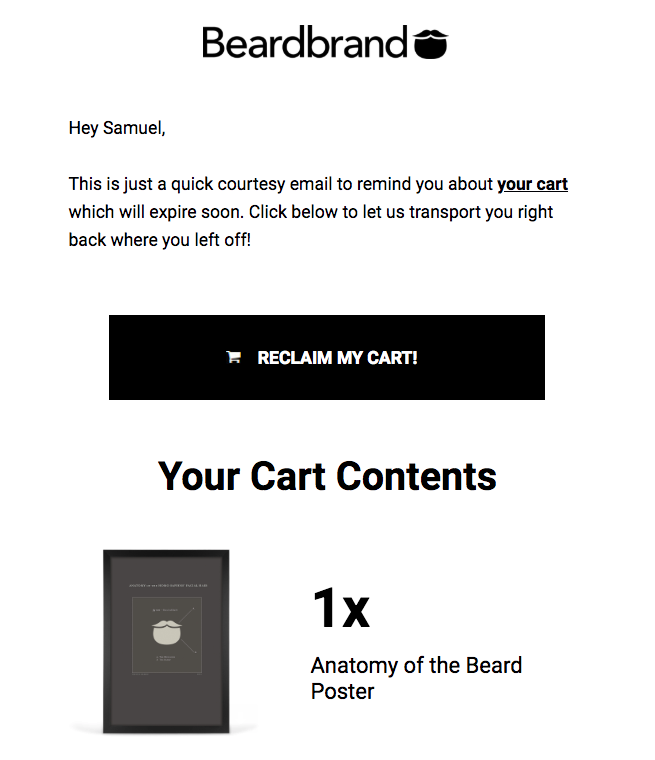 Beardbrand
Hey Samuel,
This is just a quick courtesy email to remind you about your cart
which will expire soon. Click below to let us transport you right
back where you left off!
RECLAIM MY CART!
Your Cart Contents
1x
Anatomy of the Beard
Poster